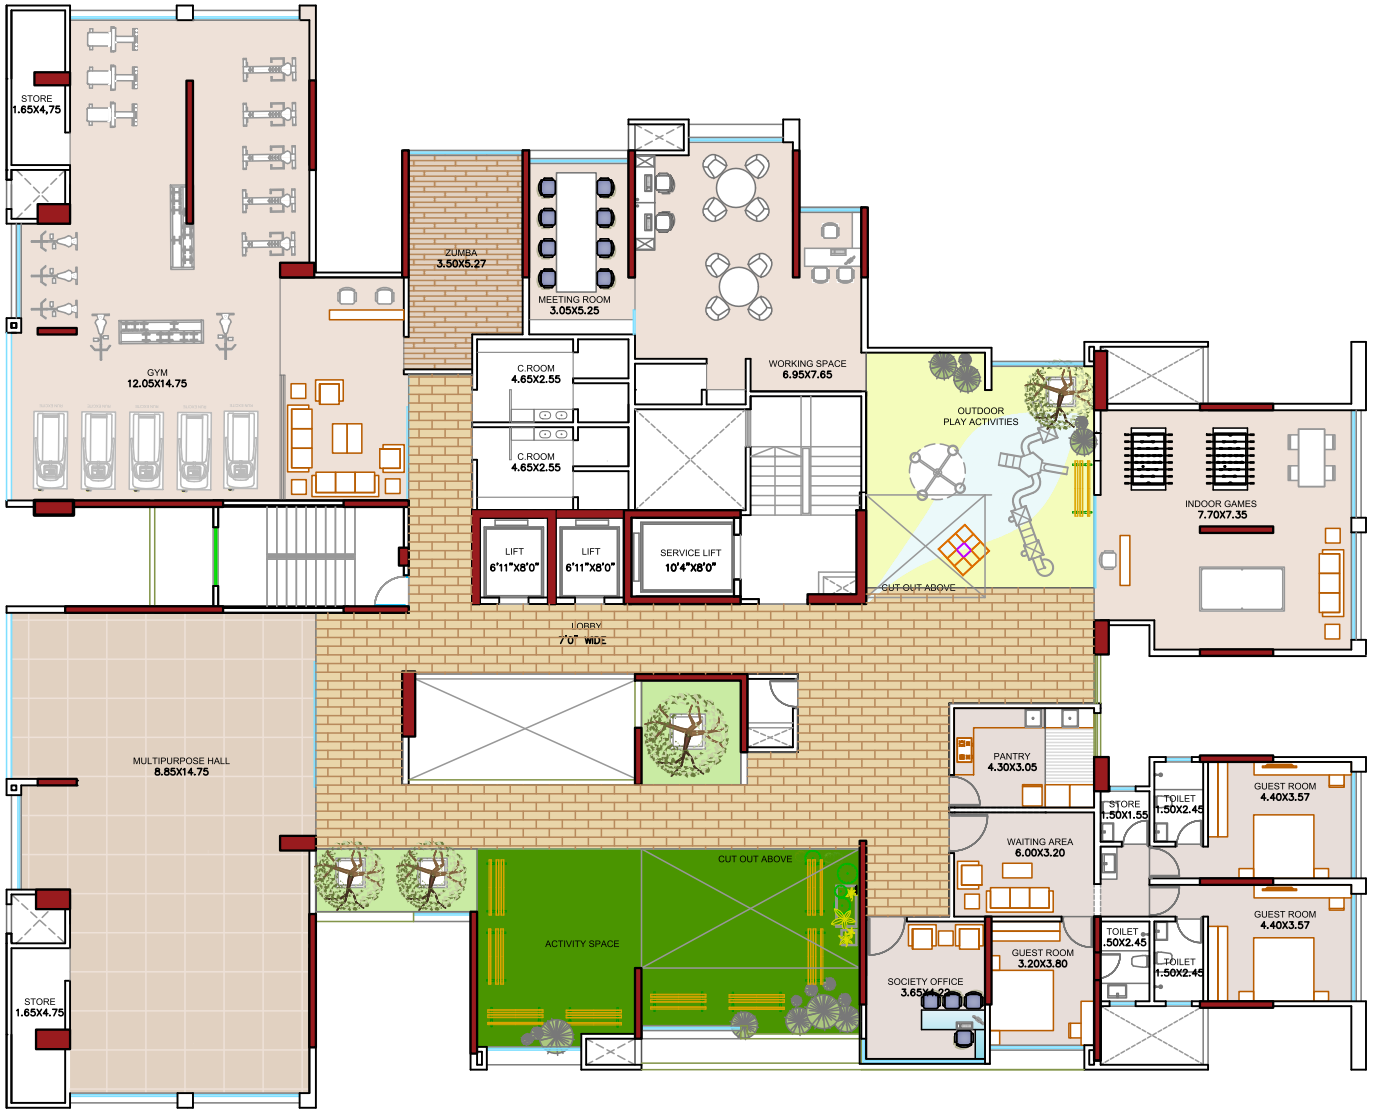 STORE
1.65X4,75
ZUMBA
3.50X5.27
MEETING ROOM
3.05X5.25
WORKING SPACE
6.95X7.65
GYM
12.05X14.75
C.ROOM
4.65X2.55
C.ROOM
4.65X2.55
OUTDOOR
PLAY ACTIVITIES
INDOOR GAMES
7.70X7.35
LIFT
6'11"X8'0"
LIFT
6'11"X8'0"
SERVICE LIFT
10'4"X8'0"
CUT OUT ABOVE
LOBBY
7'0" WIDE
MULTIPURPOSE HALL
8.85X14.75
PANTRY
4.30X3.05
STORE
1.50X1.55
TOILET
1.50X2.45
GUEST ROOM
4.40X3.57
WAITING AREA
6.00X3.20
CUT OUT ABOVE
ACTIVITY SPACE
GUEST ROOM
4.40X3.57
TOILET
.50X2.45
TOILET
1.50X2.45
GUEST ROOM
3.20X3.80
SOCIETY OFFICE
3.65X4.22
STORE
1.65X4.75